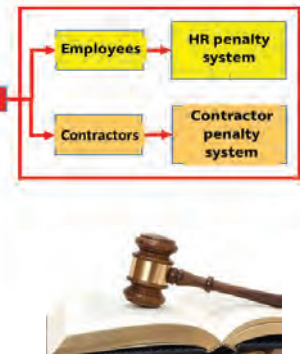 Employees
HR penalty
system
Contractors
Contractor
penalty
system